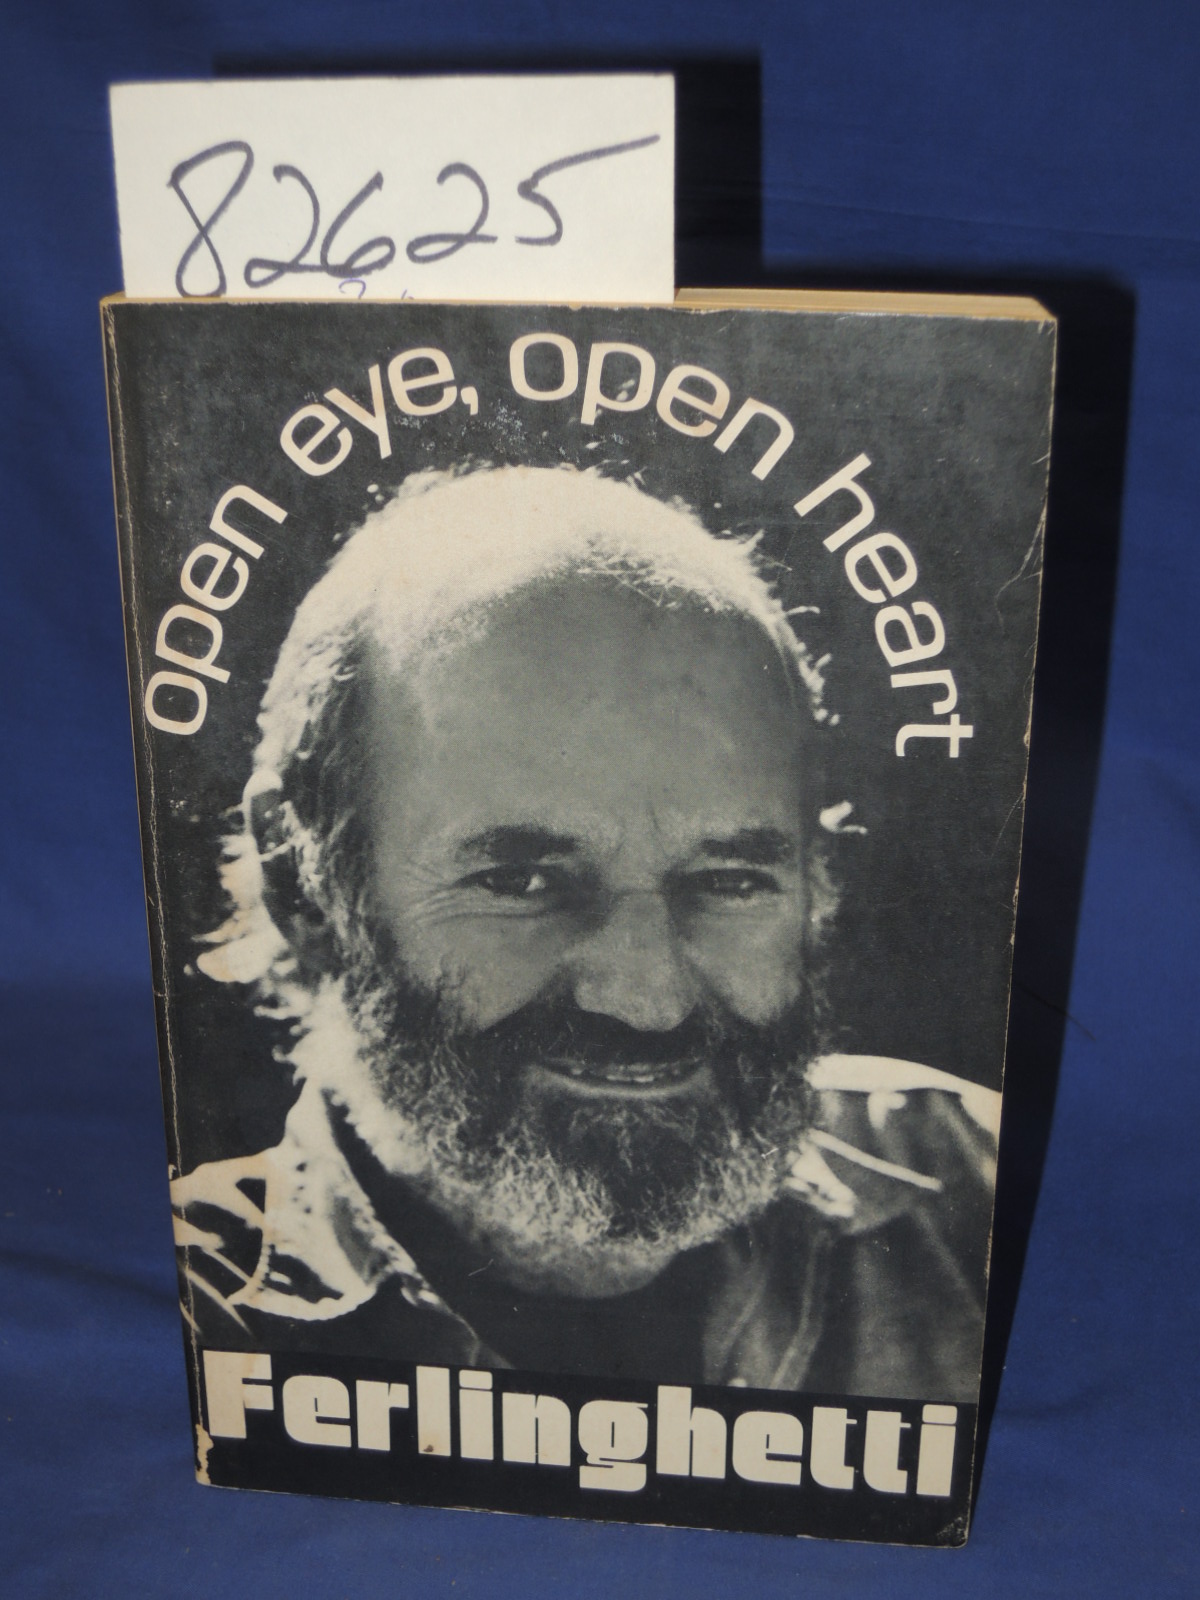 82625
open eye, open heart
Ferlinghetti